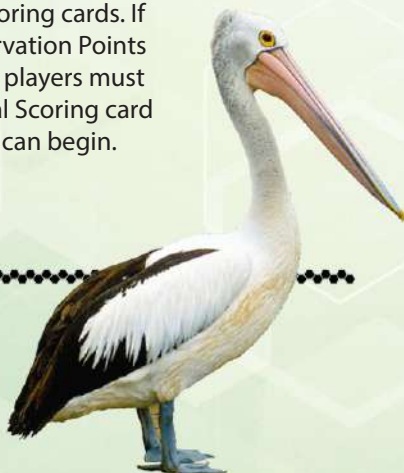 oring cards. If
rvation Points
players must
al Scoring card
can begin.